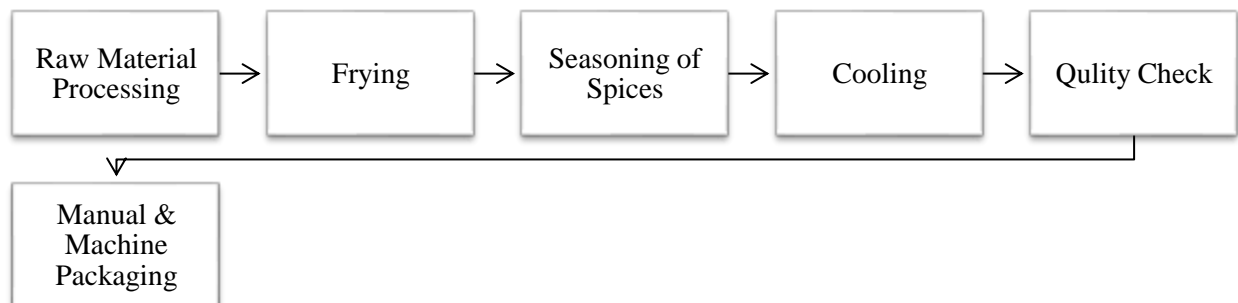 Raw Material
Processing
Frying
Seasoning of
Spices
Cooling
Qulity Check
Manual &
Machine
Packaging